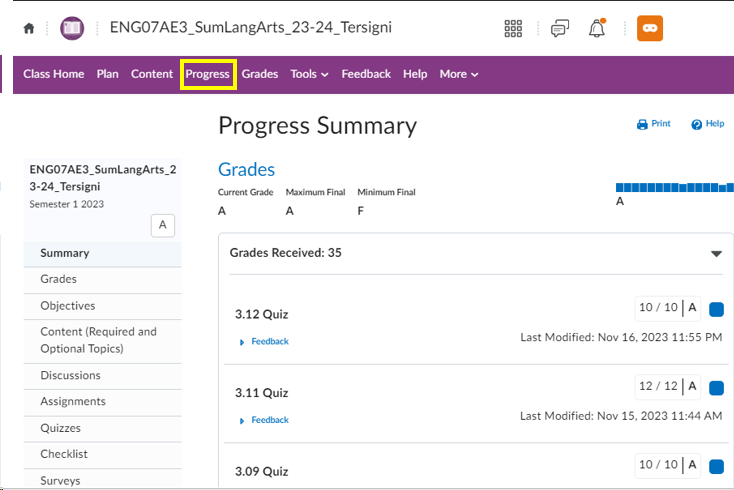 ENG07AE3_SumLangArts_23-24_Tersigni
Class Home Plan Content Progress Grades Tools Feedback Help More
Progress Summary
Print Help
ENG07AE3_SumLangArts_2
3-24_Tersigni
Semester 1 2023
A
Summary
Grades
Objectives
Content (Required and
Optional Topics)
Discussions
Assignments
Quizzes
Checklist
Surveys
Grades
Current Grade Maximum Final Minimum Final
A A F
A
Grades Received: 35
3.12 Quiz
10 / 10 A
Feedback
Last Modified: Nov 16, 2023 11:55 PM
3.11 Quiz
12 / 12 A
Feedback
Last Modified: Nov 15, 2023 11:44 AM
3.09 Quiz
10 / 10 A